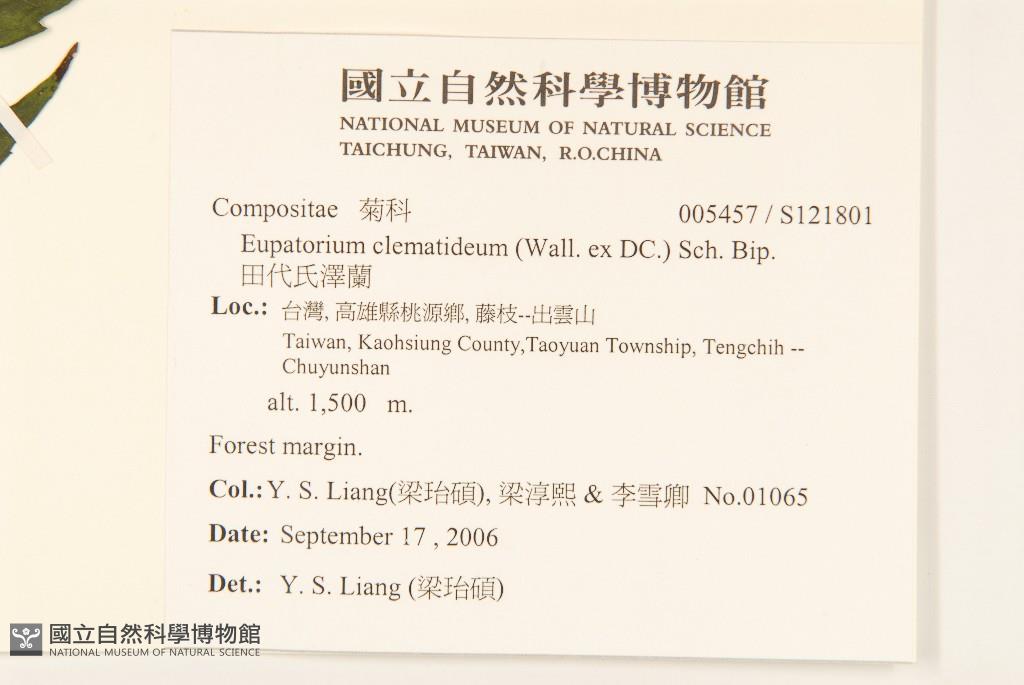 國立自然科學博物館
NATIONAL MUSEUM OF NATURAL SCIENCE
TAICHUNG, TAIWAN, R.O.CHINA
Compositae 菊科 005457 / S121801
Eupatorium clematideum (Wall. ex DC.) Sch. Bip.
田代氏澤蘭
Loc.: 台灣, 高雄縣桃源鄉, 藤枝--出雲山
Taiwan, Kaohsiung County,Taoyuan Township, Tengchih --
Chuyunshan
alt. 1,500 m.
Forest margin.
Col.: Y. S. Liang(梁珆碩), 梁淳熙 & 李雪卿 No.01065
Date: September 17 , 2006
Det.: Y. S. Liang (梁珆碩)
國立自然科學博物館
NATIONAL MUSEUM OF NATURAL SCIENCE